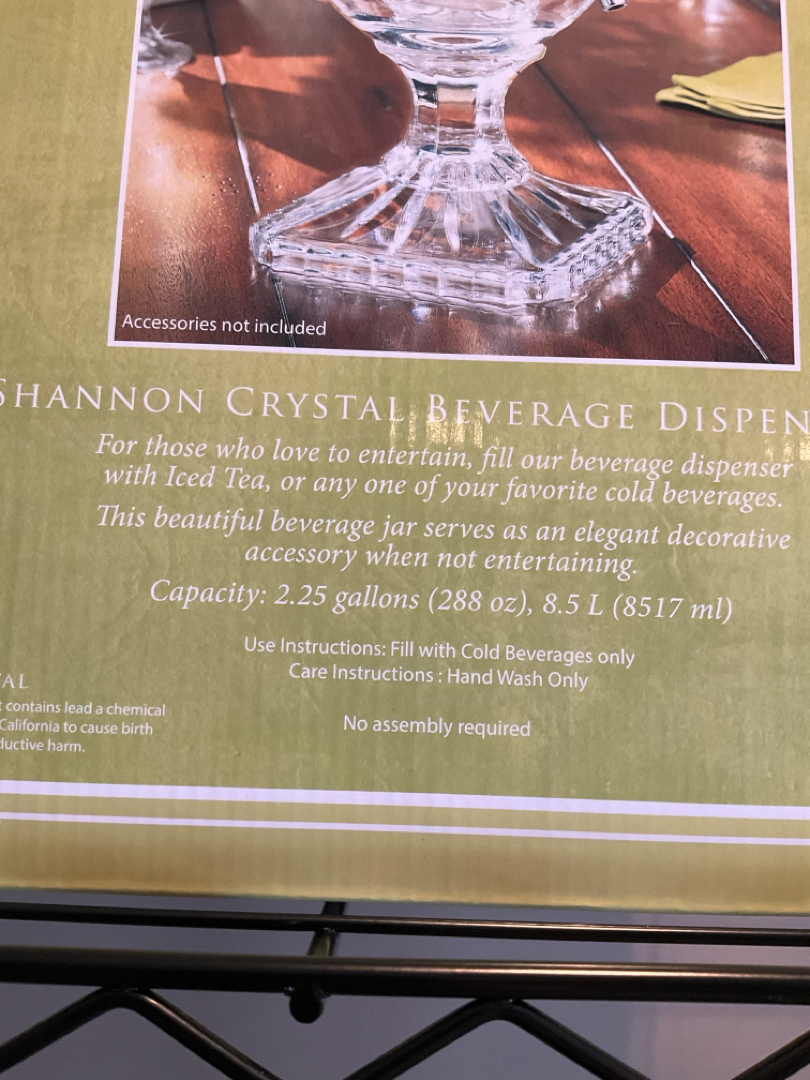 Accessories not included
SHANNON CRYSTAL BEVERAGE DISPEN
For those who love to entertain, fill our beverage dispenser
with Iced Tea, or any one of your favorite cold beverages.
This beautiful beverage jar serves as an elegant decorative
accessory when not entertaining.
Capacity: 2.25 gallons (288 oz), 8.5 L (8517 ml)
Use Instructions: Fill with Cold Beverages only
Care Instructions : Hand Wash Only
No assembly required
TAL
t contains lead a chemical
California to cause birth
ductive harm.